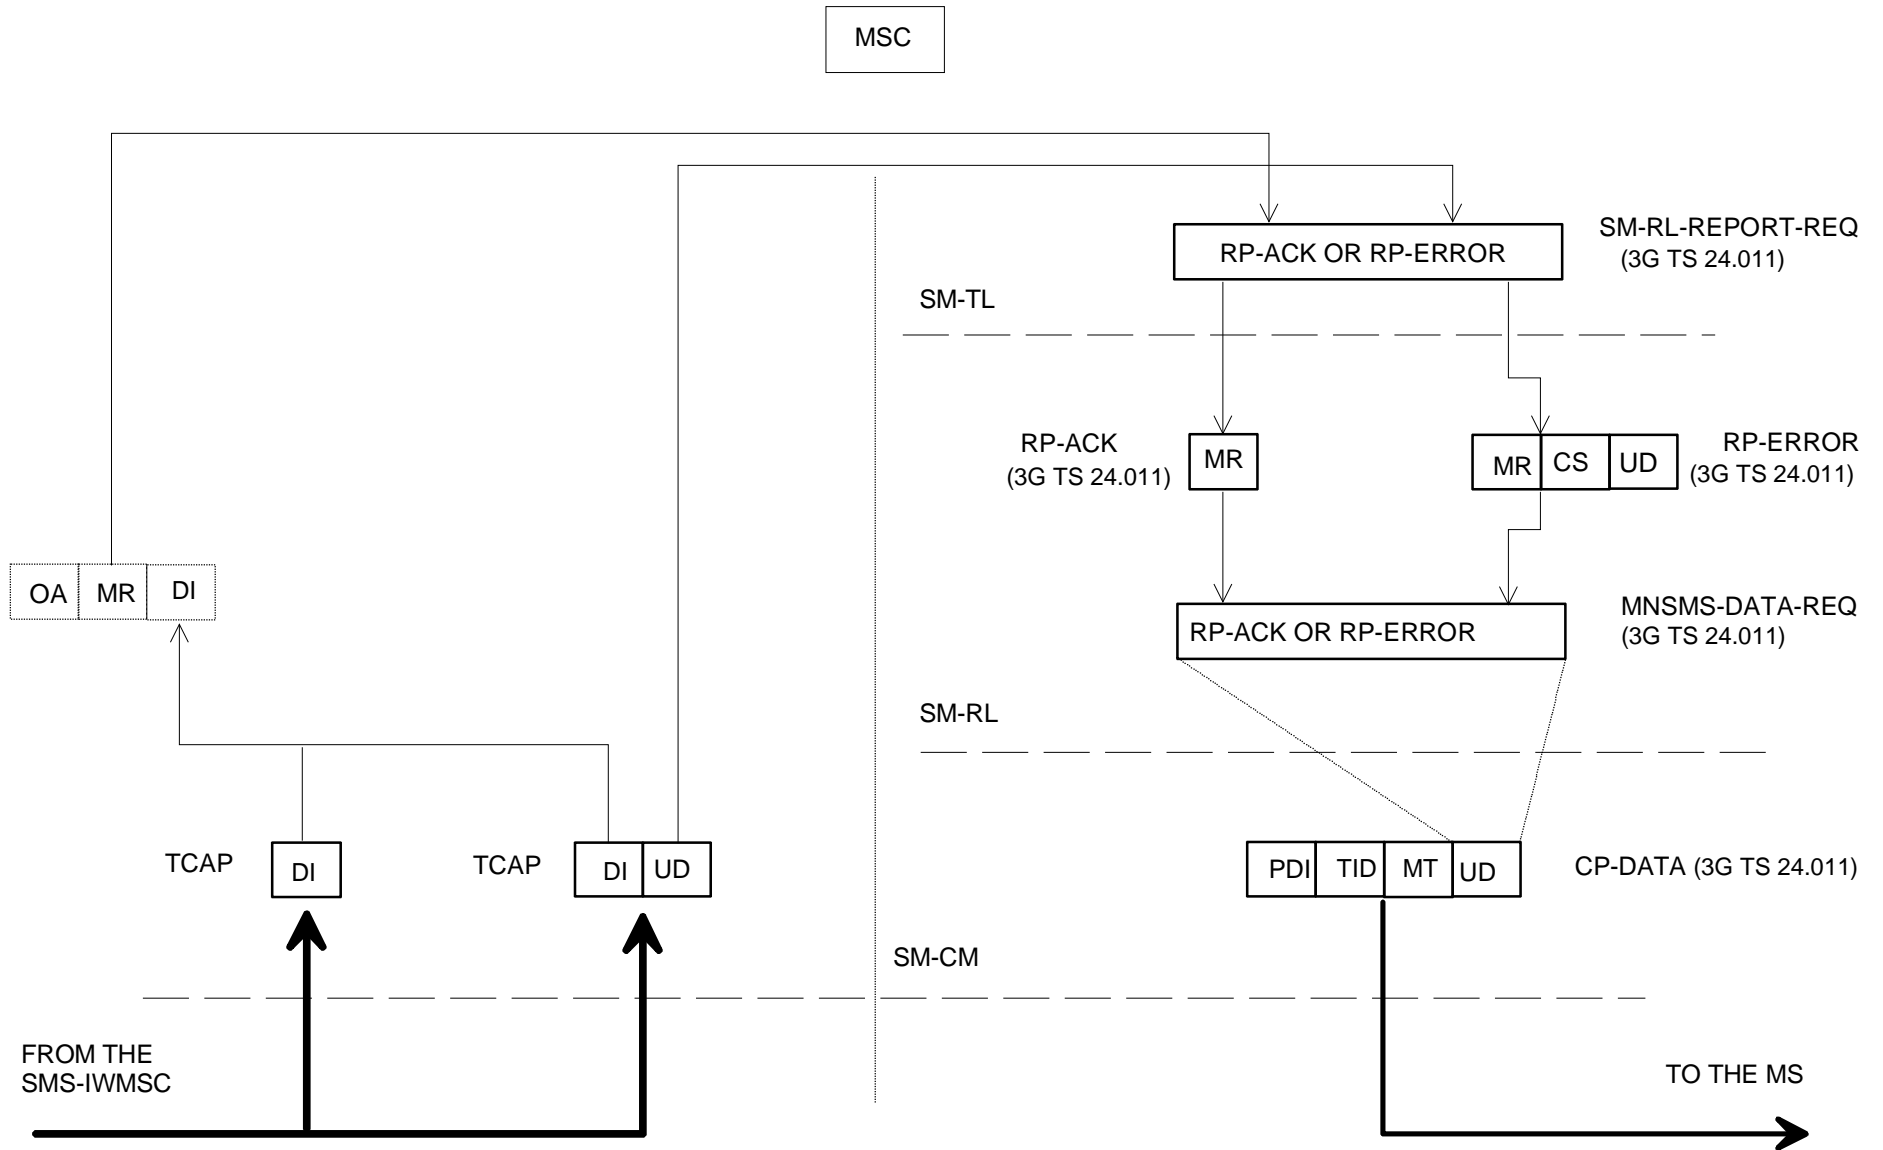 MSC
SM-RL-REPORT-REQ
(3G TS 24.011)
RP-ACK OR RP-ERROR
SM-TL
RP-ACK
(3G TS 24.011)
MR
MR CS UD
RP-ERROR
(3G TS 24.011)
OA MR DI
RP-ACK OR RP-ERROR
MNSMS-DATA-REQ
(3G TS 24.011)
SM-RL
TCAP DI
TCAP DI UD
PDI TID MT UD
CP-DATA (3G TS 24.011)
SM-CM
FROM THE
SMS-IWMSC
TO THE MS